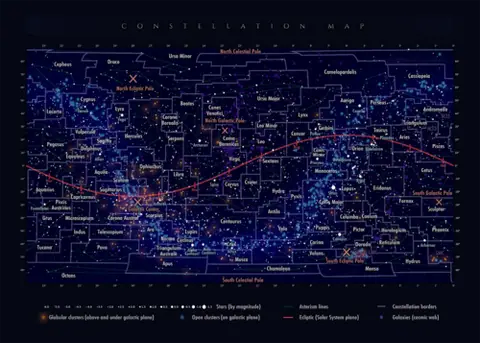 CONSTELLATION MAP
North Celestial Pole
Cepheus
Draco
Ursa Minor
Camelopardalis
Cassiopeia
North Ecliptic Pole
Cygnus
Lacerta
Lyra
Bootes
Canes
Venatici
Ursa Major
Lynx
Auriga
Perseus
Andromeda
Triangulum
Vulpecula
Hercules
Corona
Borealis
North Galactic Pole
Coma
Berenices
Leo Minor
Leo
Cancer
Gemini
Taurus
Aries
Pisces
Pegasus
Sagitta
Delphinus
Equuleus
Serpens
Ophiuchus
Virgo
Sextans
Orion
Monoceros
Cetus
Aquarius
Capricornus
Sagittarius
Libra
Corvus
Crater
Hydra
Lepus
Eridanus
South Galactic Pole
Sculptor
Piscis
Austrinus
Microscopium
Corona Austral
Scorpius
Lupus
Centaurus
Antlia
Pyxis
Canis Major
Columba
Caelum
Fornax
Grus
Indus
Telescopium
Ara
Norma
Circinus
Vela
Puppis
Pictor
Horologium
Phoenix
Tucana
Pavo
Triangulum
Australe
Apus
Musca
Carina
Volans
Dorado
Reticulum
Hydrus
South Ecliptic Pole
Mensa
Octans
Chamaeleon
South Celestial Pole
Stars (by magnitude)
Asterism lines
Constellation borders
Globular clusters (above and under galactic plane)
Open clusters (on galactic plane)
Ecliptic (Solar System plane)
Galaxies (cosmic web)